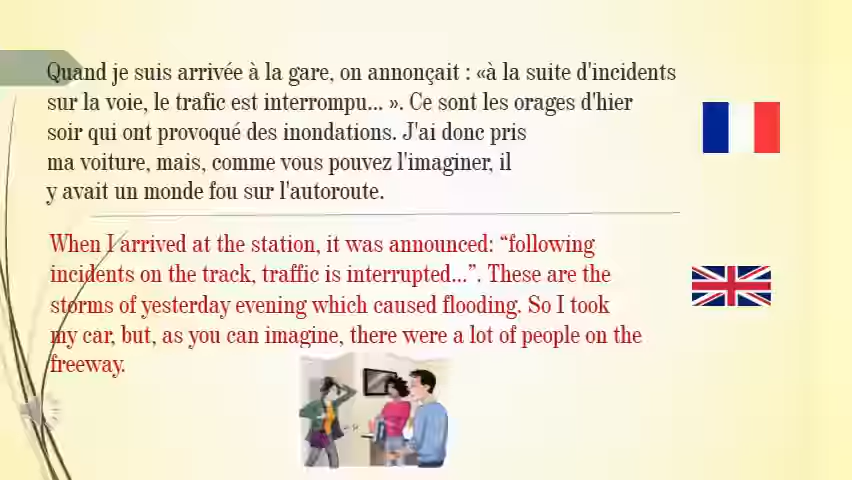 Quand je suis arrivée à la gare, on annonçait : «à la suite d'incidents
sur la voie, le trafic est interrompu... ». Ce sont les orages d'hier
soir qui ont provoqué des inondations. J'ai donc pris
ma voiture, mais, comme vous pouvez l'imaginer, il
y avait un monde fou sur l'autoroute.
When I arrived at the station, it was announced: “following
incidents on the track, traffic is interrupted...”. These are the
storms of yesterday evening which caused flooding. So I took
my car, but, as you can imagine, there were a lot of people on the
freeway.